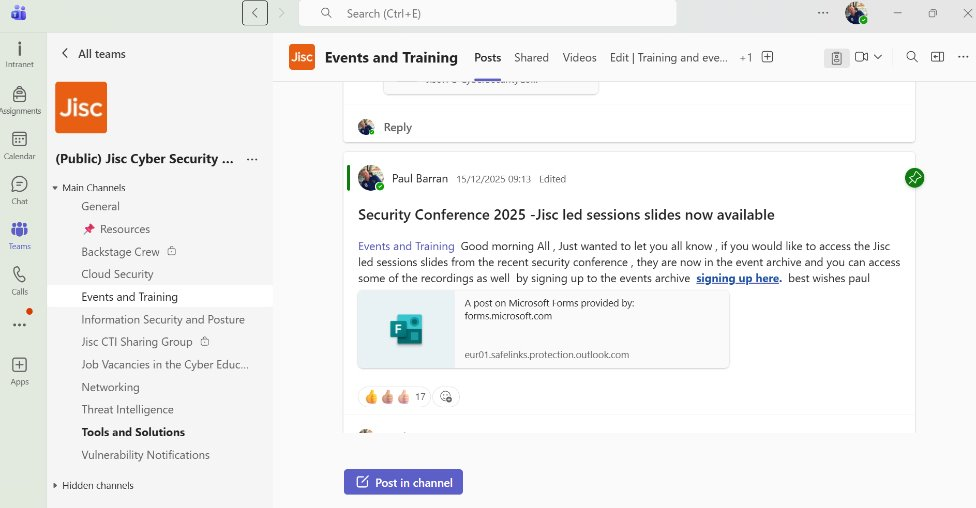 Search (Ctrl+E)
Intranet
Assignments
Calendar
Chat
Teams
Calls
Apps
All teams
Jisc
(Public) Jisc Cyber Security ...
Main Channels
General
Resources
Backstage Crew
Cloud Security
Events and Training
Information Security and Posture
Jisc CTI Sharing Group
Job Vacancies in the Cyber Educ...
Networking
Threat Intelligence
Tools and Solutions
Vulnerability Notifications
Hidden channels
Jisc Events and Training Posts Shared Videos Edit | Training and eve... +1
Reply
Paul Barran 15/12/2025 09:13 Edited
Security Conference 2025 -Jisc led sessions slides now available
Events and Training Good morning All , Just wanted to let you all know , if you would like to access the Jisc
led sessions slides from the recent security conference , they are now in the event archive and you can access
some of the recordings as well by signing up to the events archive signing up here. best wishes paul
A post on Microsoft Forms provided by:
forms.microsoft.com
F
eur01.safelinks.protection.outlook.com
17
Post in channel